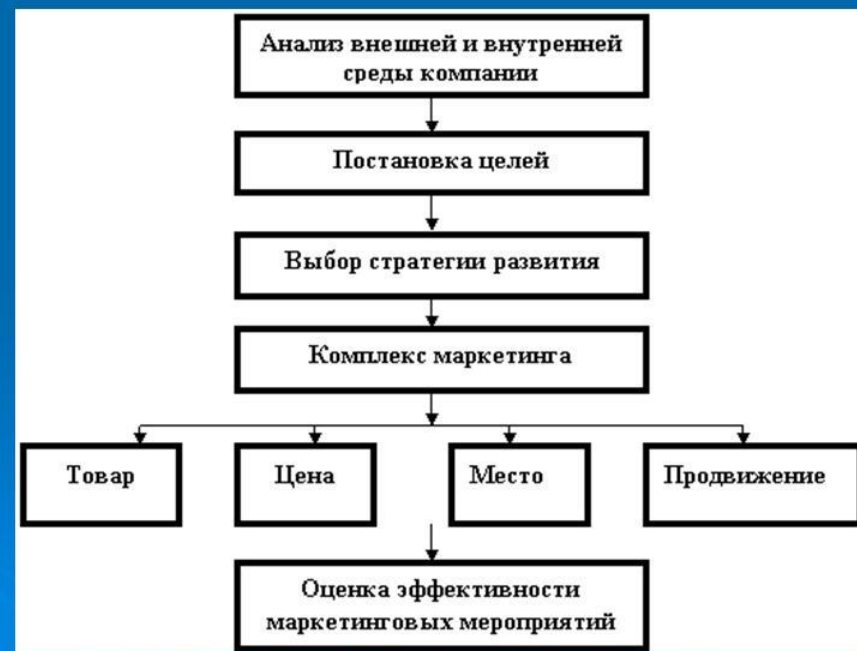 Анализ внешней и внутренней
среды компании
Постановка целей
Выбор стратегии развития
Комплекс маркетинга
Товар
Цена
Место
Продвижение
Оценка эффективности
маркетинговых мероприятий